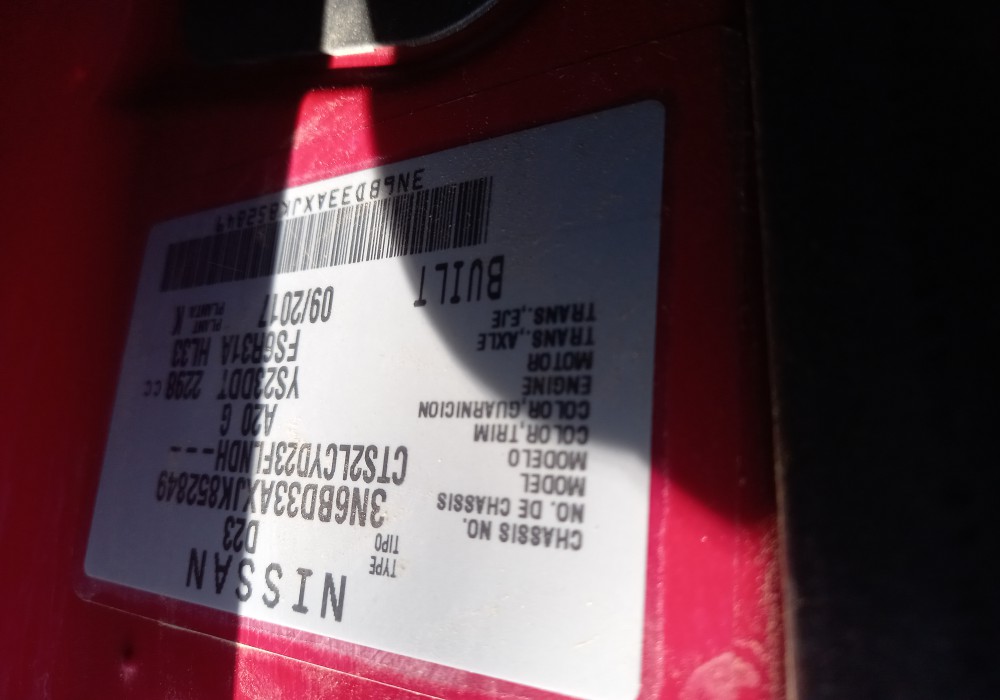 NISSAN
TYPE
TIPO D23
CHASSIS NO.
NO. DE CHASSIS 3N6BD33AXJK852849
MODEL
MODELO CTS2LCYD23FLNDH---
COLOR,TRIM
COLOR,GUARNICION A20 G
ENGINE
MOTOR YS23DDT 2298 CC
TRANS.,AXLE
TRANS.,EJE FS6R31A HL33
BUILT 09/2017 PLANT
PLANTA K
3N6BD33AXJK852849